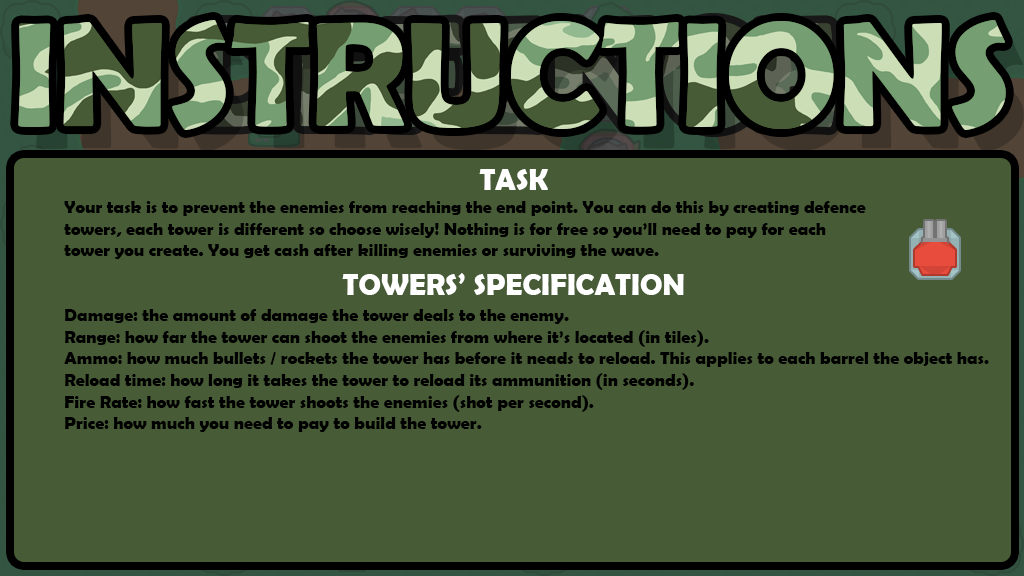 INSTRUCTIONS
TASK
Your task is to prevent the enemies from reaching the end point. You can do this by creating defence
towers, each tower is different so choose wisely! Nothing is for free so you'll need to pay for each
tower you create. You get cash after killing enemies or surviving the wave.
TOWERS' SPECIFICATION
Damage: the amount of damage the tower deals to the enemy.
Range: how far the tower can shoot the enemies from where it's located (in tiles).
Ammo: how much bullets / rockets the tower has before it needs to reload. This applies to each barrel the object has.
Reload time: how long it takes the tower to reload its ammunition (in seconds).
Fire Rate: how fast the tower shoots the enemies (shot per second).
Price: how much you need to pay to build the tower.